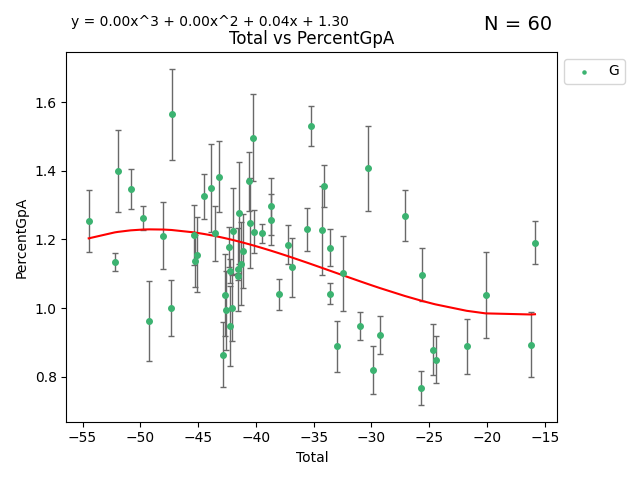 y = 0.00x^3 + 0.00x^2 + 0.04x + 1.30
N = 60
Total vs PercentGpA
G
PercentGpA
1.6
1.4
1.2
1.0
0.8
−55 −50 −45 −40 −35 −30 −25 −20 −15
Total